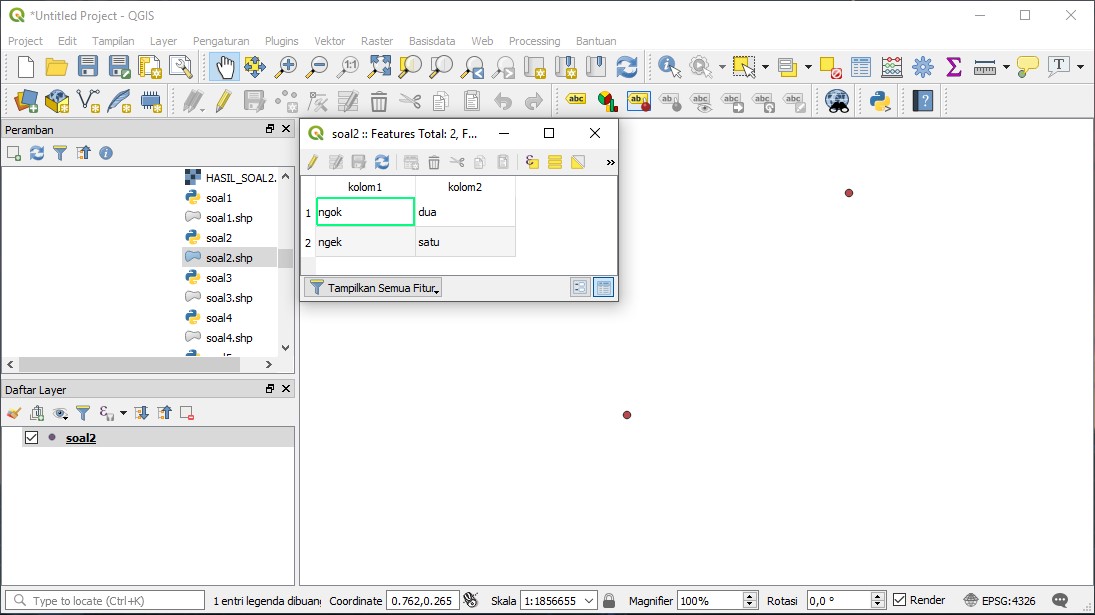 *Untitled Project - QGIS
Project Edit Tampilan Layer Pengaturan Plugins Vektor Raster Basisdata Web Processing Bantuan
Peramban
HASIL_SOAL2.
soal1
soal1.shp
soal2
soal2.shp
soal3
soal3.shp
soal4
soal4.shp
soal2 :: Features Total: 2, F...
kolom1 kolom2
1 ngok dua
2 ngek satu
Tampilkan Semua Fitur
Daftar Layer
soal2
Type to locate (Ctrl+K) 1 entri legenda dibuang Coordinate 0.762,0.265 Skala 1:1856655 Magnifier 100% Rotasi 0,0 ° Render EPSG:4326